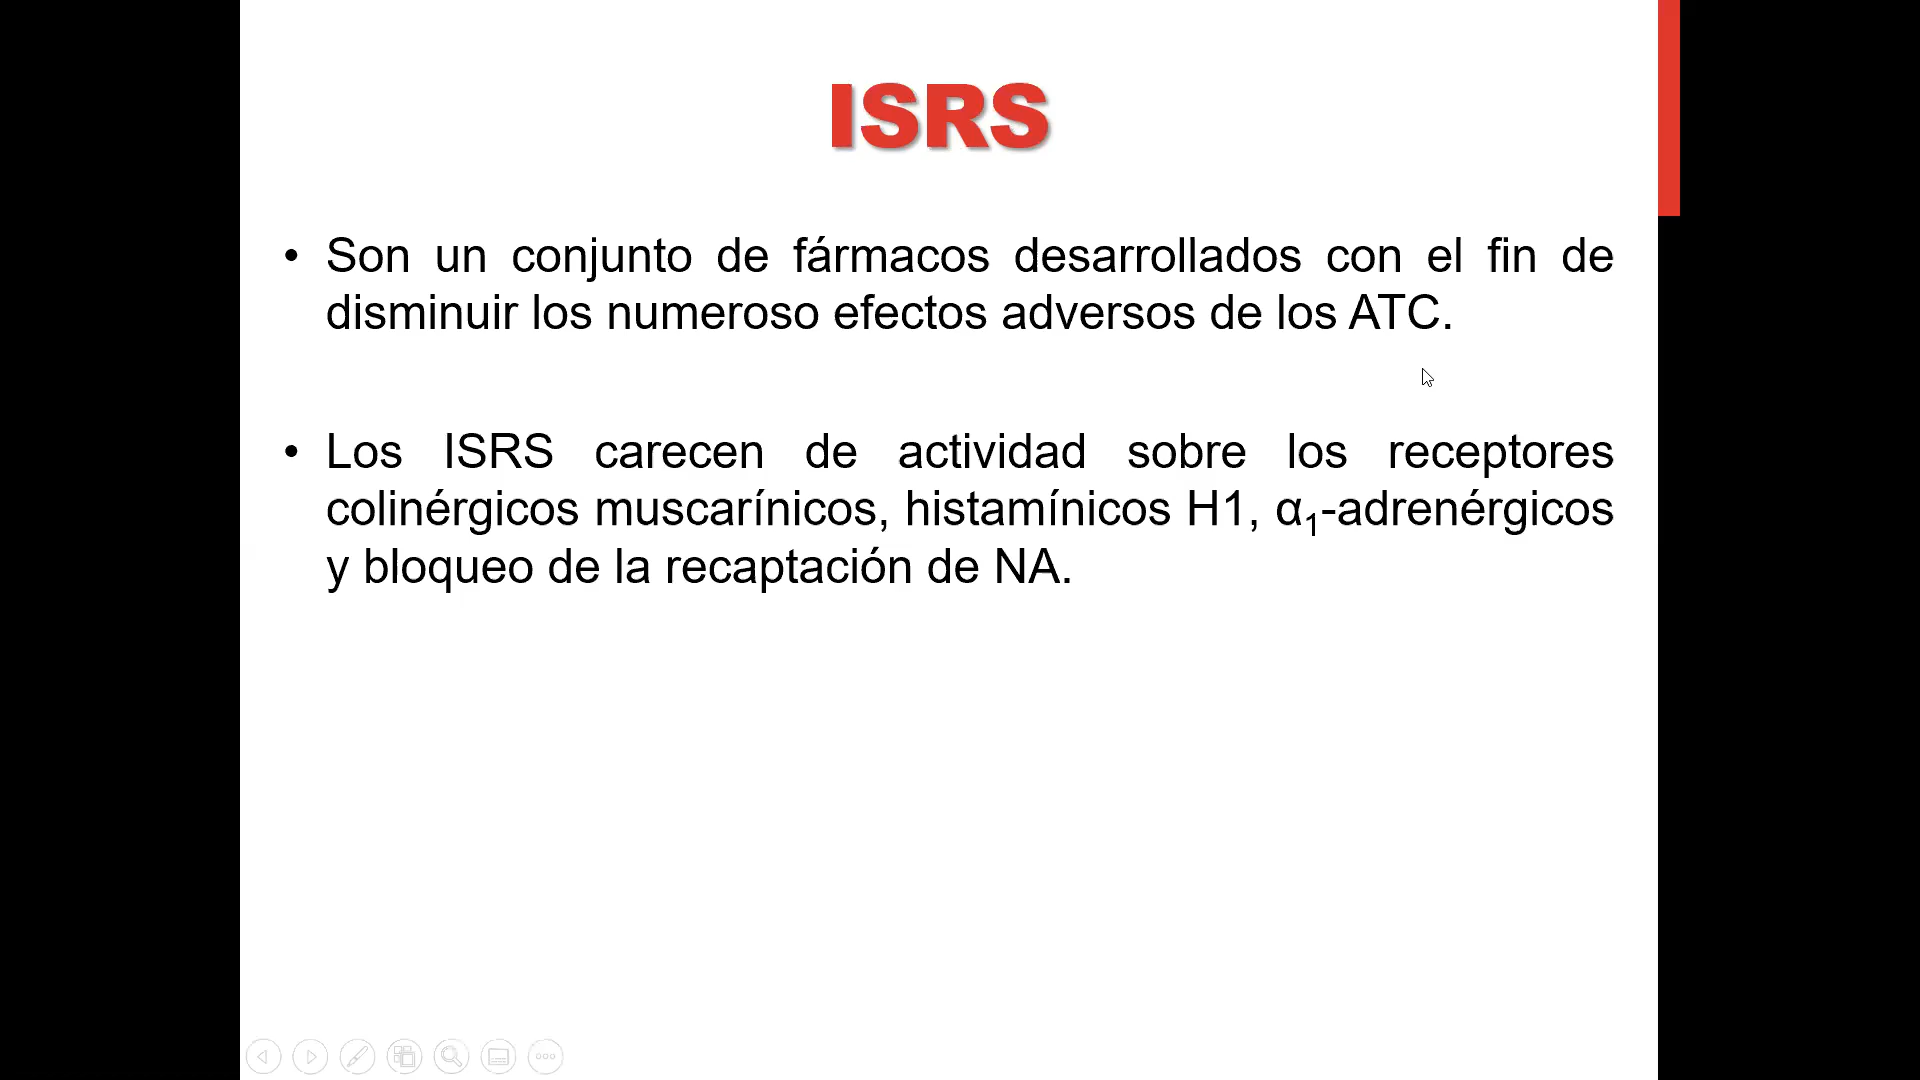 ISRS
• Son un conjunto de fármacos desarrollados con el fin de
disminuir los numeroso efectos adversos de los ATC.
• Los ISRS carecen de actividad sobre los receptores
colinérgicos muscarínicos, histamínicos H1, α₁-adrenérgicos
y bloqueo de la recaptación de NA.